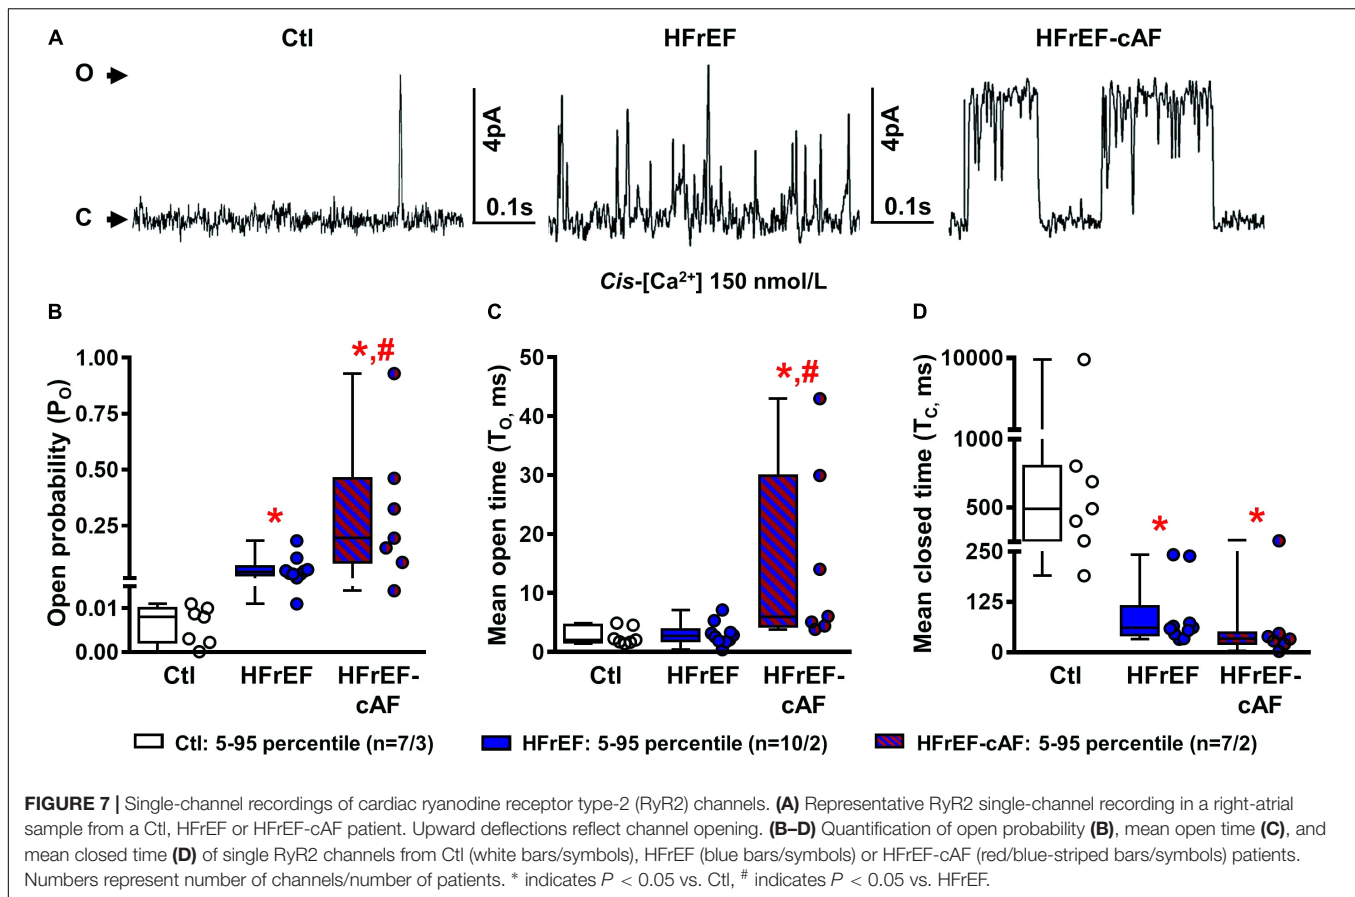 A
Ctl
HFrEF
HFrEF-cAF
O
C
4pA
0.1s
4pA
0.1s
Cis-[Ca²⁺] 150 nmol/L
B
Open probability (PO)
1.00
0.75
0.50
0.25
0.01
0.00
*
*,#
Ctl
HFrEF
HFrEF-
cAF
C
Mean open time (TO, ms)
50
40
30
20
10
0
*,#
Ctl
HFrEF
HFrEF-
cAF
D
Mean closed time (TC, ms)
10000
1000
500
250
125
0
*
*
Ctl
HFrEF
HFrEF-
cAF
Ctl: 5-95 percentile (n=7/3)
HFrEF: 5-95 percentile (n=10/2)
HFrEF-cAF: 5-95 percentile (n=7/2)
FIGURE 7 | Single-channel recordings of cardiac ryanodine receptor type-2 (RyR2) channels. (A) Representative RyR2 single-channel recording in a right-atrial
sample from a Ctl, HFrEF or HFrEF-cAF patient. Upward deflections reflect channel opening. (B–D) Quantification of open probability (B), mean open time (C), and
mean closed time (D) of single RyR2 channels from Ctl (white bars/symbols), HFrEF (blue bars/symbols) or HFrEF-cAF (red/blue-striped bars/symbols) patients.
Numbers represent number of channels/number of patients. * indicates P < 0.05 vs. Ctl, # indicates P < 0.05 vs. HFrEF.